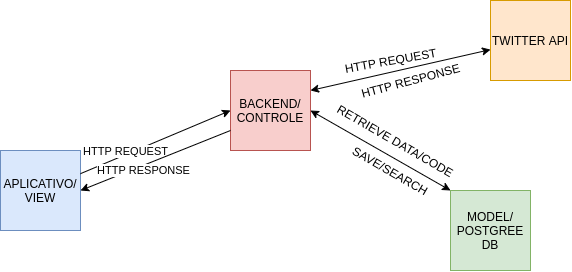 TWITTER API
HTTP REQUEST
HTTP RESPONSE
BACKEND/
CONTROLE
RETRIEVE DATA/CODE
SAVE/SEARCH
HTTP REQUEST
HTTP RESPONSE
APLICATIVO/
VIEW
MODEL/
POSTGREE
DB